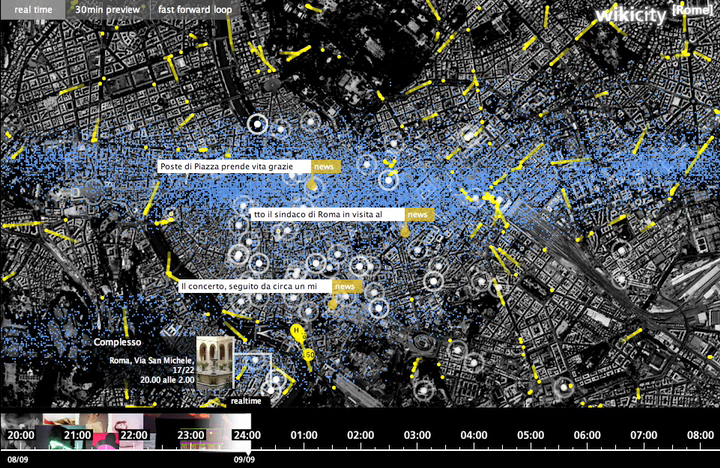 real time
30min preview
fast forward loop
wikicity [Rome]
Poste di Piazza prende vita grazie
news
tto il sindaco di Roma in visita al
news
Il concerto, seguito da circa un mi
news
H
Complesso
Roma, Via San Michele,
17/22
20.00 alle 2.00
realtime
20:00
21:00
22:00
23:00
24:00
01:00
02:00
03:00
04:00
05:00
06:00
07:00
08:00
08/09
09/09